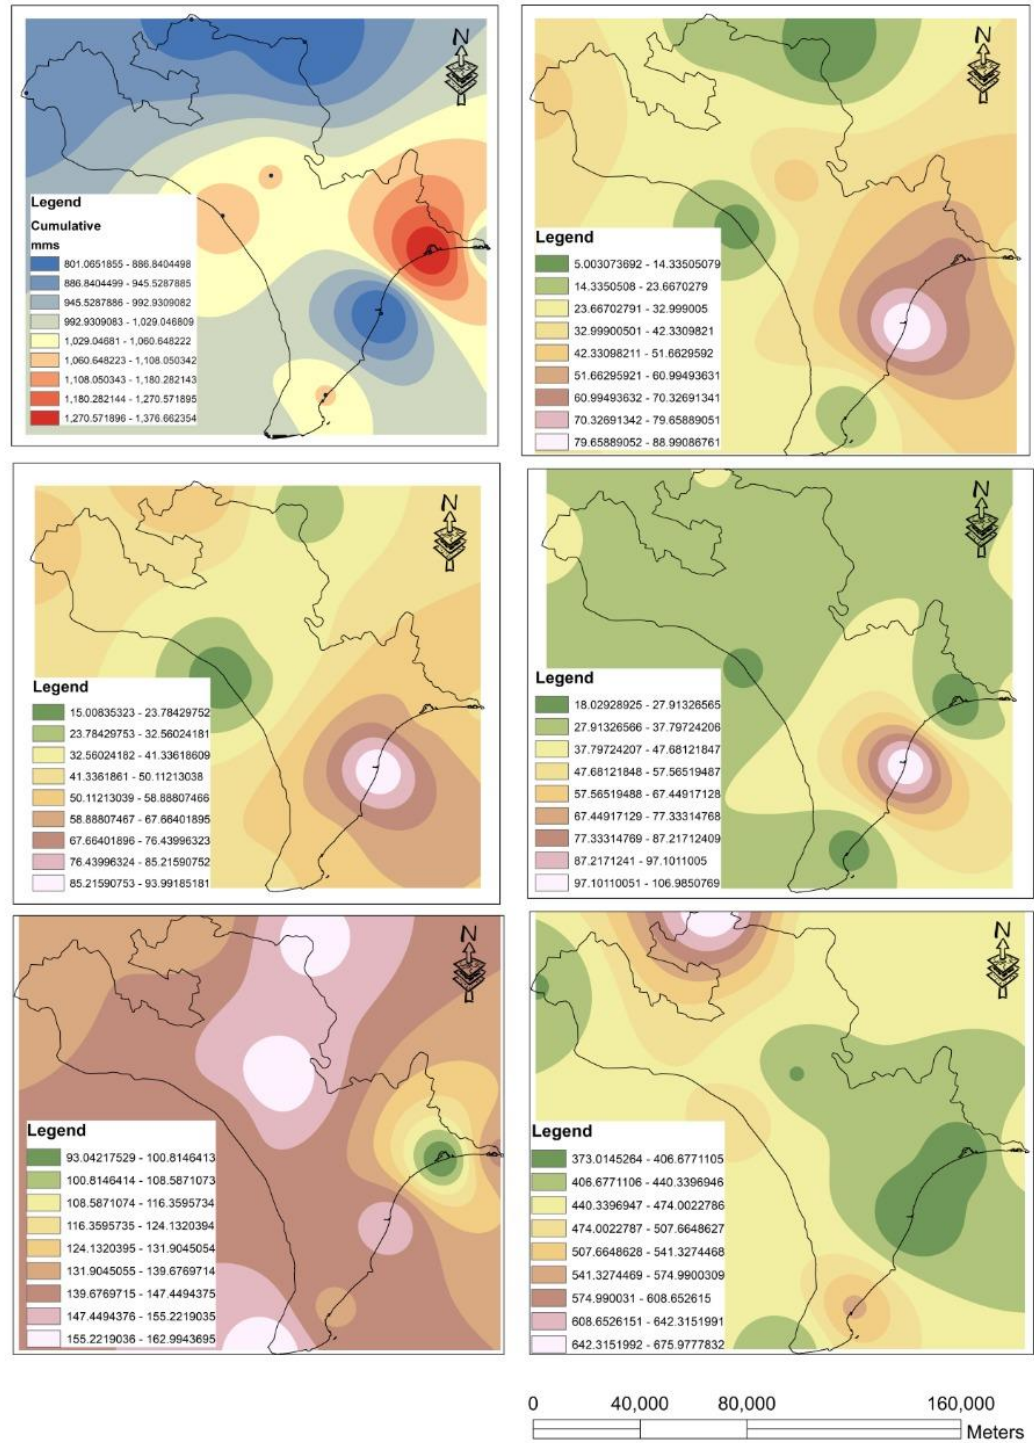 N
Legend
Cumulative
mms
801.0651855 - 886.8404498
886.8404499 - 945.5287885
945.5287886 - 992.9309082
992.9309083 - 1,029.046809
1,029.04681 - 1,060.648222
1,060.648223 - 1,108.050342
1,108.050343 - 1,180.282143
1,180.282144 - 1,270.571895
1,270.571896 - 1,376.662354
N
Legend
5.003073692 - 14.33505079
14.3350508 - 23.6670279
23.66702791 - 32.999005
32.99900501 - 42.3309821
42.33098211 - 51.6629592
51.66295921 - 60.99493631
60.99493632 - 70.32691341
70.32691342 - 79.65889051
79.65889052 - 88.99086761
N
Legend
15.00835323 - 23.78429752
23.78429753 - 32.56024181
32.56024182 - 41.33618609
41.3361861 - 50.11213038
50.11213039 - 58.88807466
58.88807467 - 67.66401895
67.66401896 - 76.43996323
76.43996324 - 85.21590752
85.21590753 - 93.99185181
N
Legend
18.02928925 - 27.91326565
27.91326566 - 37.79724206
37.79724207 - 47.68121847
47.68121848 - 57.56519487
57.56519488 - 67.44917128
67.44917129 - 77.33314768
77.33314769 - 87.21712409
87.2171241 - 97.1011005
97.10110051 - 106.9850769
N
Legend
93.04217529 - 100.8146413
100.8146414 - 108.5871073
108.5871074 - 116.3595734
116.3595735 - 124.1320394
124.1320395 - 131.9045054
131.9045055 - 139.6769714
139.6769715 - 147.4494375
147.4494376 - 155.2219035
155.2219036 - 162.9943695
N
Legend
373.0145264 - 406.6771105
406.6771106 - 440.3396946
440.3396947 - 474.0022786
474.0022787 - 507.6648627
507.6648628 - 541.3274468
541.3274469 - 574.9900309
574.990031 - 608.652615
608.6526151 - 642.3151991
642.3151992 - 675.9777832
0 40,000 80,000 160,000
Meters